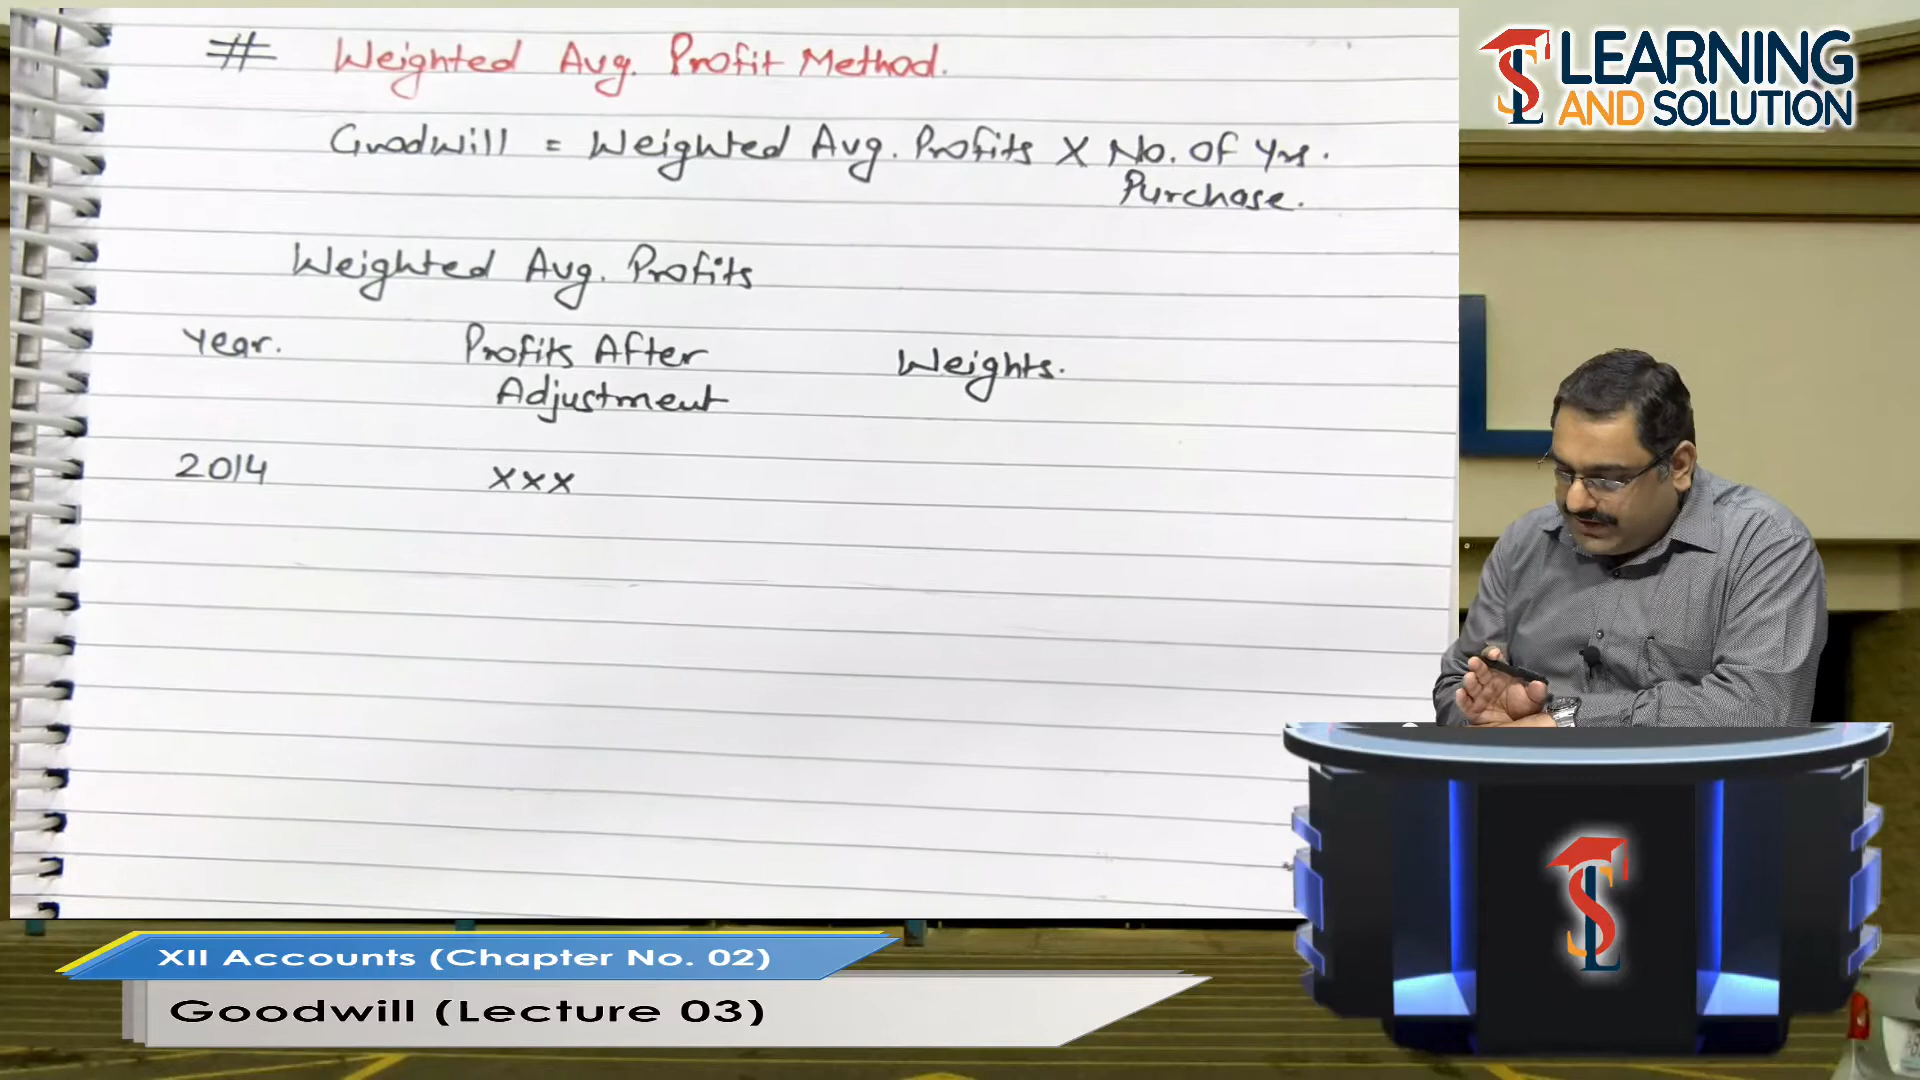 # Weighted Avg. Profit Method.
Goodwill = Weighted Avg. Profits X No. of Yrs.
Purchase.
Weighted Avg. Profits
Year. Profits After Weights.
Adjustment
2014 XXX
LEARNING
AND SOLUTION
XII Accounts (Chapter No. 02)
Goodwill (Lecture 03)
SL